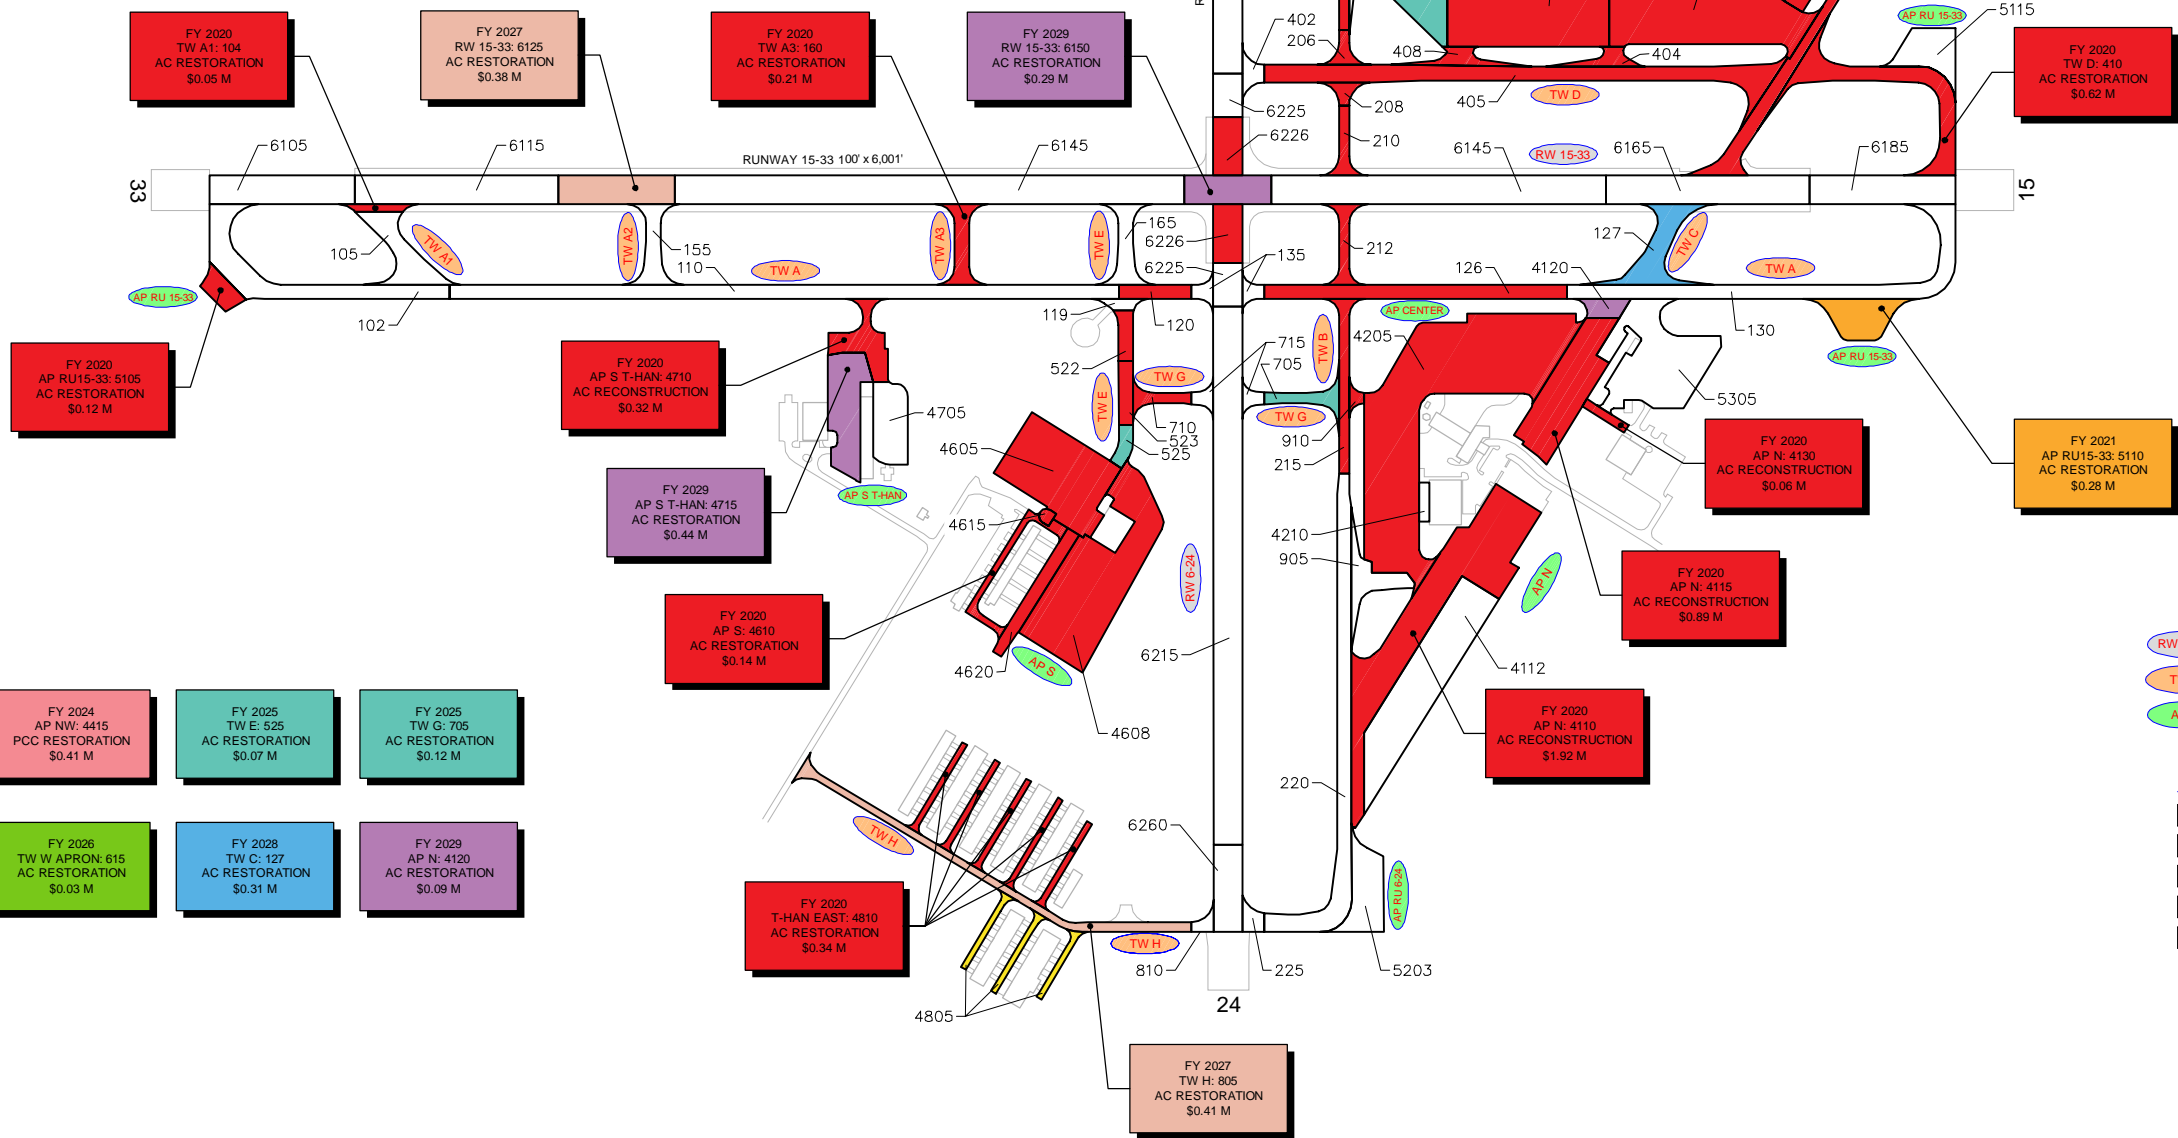 FY 2020
TW A1: 104
AC RESTORATION
$0.05 M
FY 2027
RW 15-33: 6125
AC RESTORATION
$0.38 M
FY 2020
TW A3: 160
AC RESTORATION
$0.21 M
FY 2029
RW 15-33: 6150
AC RESTORATION
$0.29 M
402
206
408
404
405
TW D
208
210
6225
6226
AP RU 15-33
5115
FY 2020
TW D: 410
AC RESTORATION
$0.62 M
6105
6115
RUNWAY 15-33 100' x 6,001'
6145
6145
RW 15-33
6165
6185
33
15
105
TW A1
TW A2
155
110
TW A
TW A3
TW E
165
6226
6225
135
212
127
TW C
126
4120
TW A
AP RU 15-33
102
119
120
AP CENTER
4205
130
AP RU 15-33
FY 2020
AP RU15-33: 5105
AC RESTORATION
$0.12 M
FY 2020
AP S T-HAN: 4710
AC RECONSTRUCTION
$0.32 M
522
TW G
TW E
715
705
TW B
TW G
710
523
525
910
215
4705
4605
5305
FY 2020
AP N: 4130
AC RECONSTRUCTION
$0.06 M
FY 2021
AP RU15-33: 5110
AC RESTORATION
$0.28 M
FY 2029
AP S T-HAN: 4715
AC RESTORATION
$0.44 M
AP S T-HAN
4615
4210
905
RW 6-24
AP N
FY 2020
AP N: 4115
AC RECONSTRUCTION
$0.89 M
FY 2020
AP S: 4610
AC RESTORATION
$0.14 M
4620
AP S
6215
4112
4608
FY 2020
AP N: 4110
AC RECONSTRUCTION
$1.92 M
RW
FY 2024
AP NW: 4415
PCC RESTORATION
$0.41 M
FY 2025
TW E: 525
AC RESTORATION
$0.07 M
FY 2025
TW G: 705
AC RESTORATION
$0.12 M
220
6260
TW H
FY 2026
TW W APRON: 615
AC RESTORATION
$0.03 M
FY 2028
TW C: 127
AC RESTORATION
$0.31 M
FY 2029
AP N: 4120
AC RESTORATION
$0.09 M
FY 2020
T-HAN EAST: 4810
AC RESTORATION
$0.34 M
AP RU 6-24
TW H
810
225
5203
24
4805
FY 2027
TW H: 805
AC RESTORATION
$0.41 M